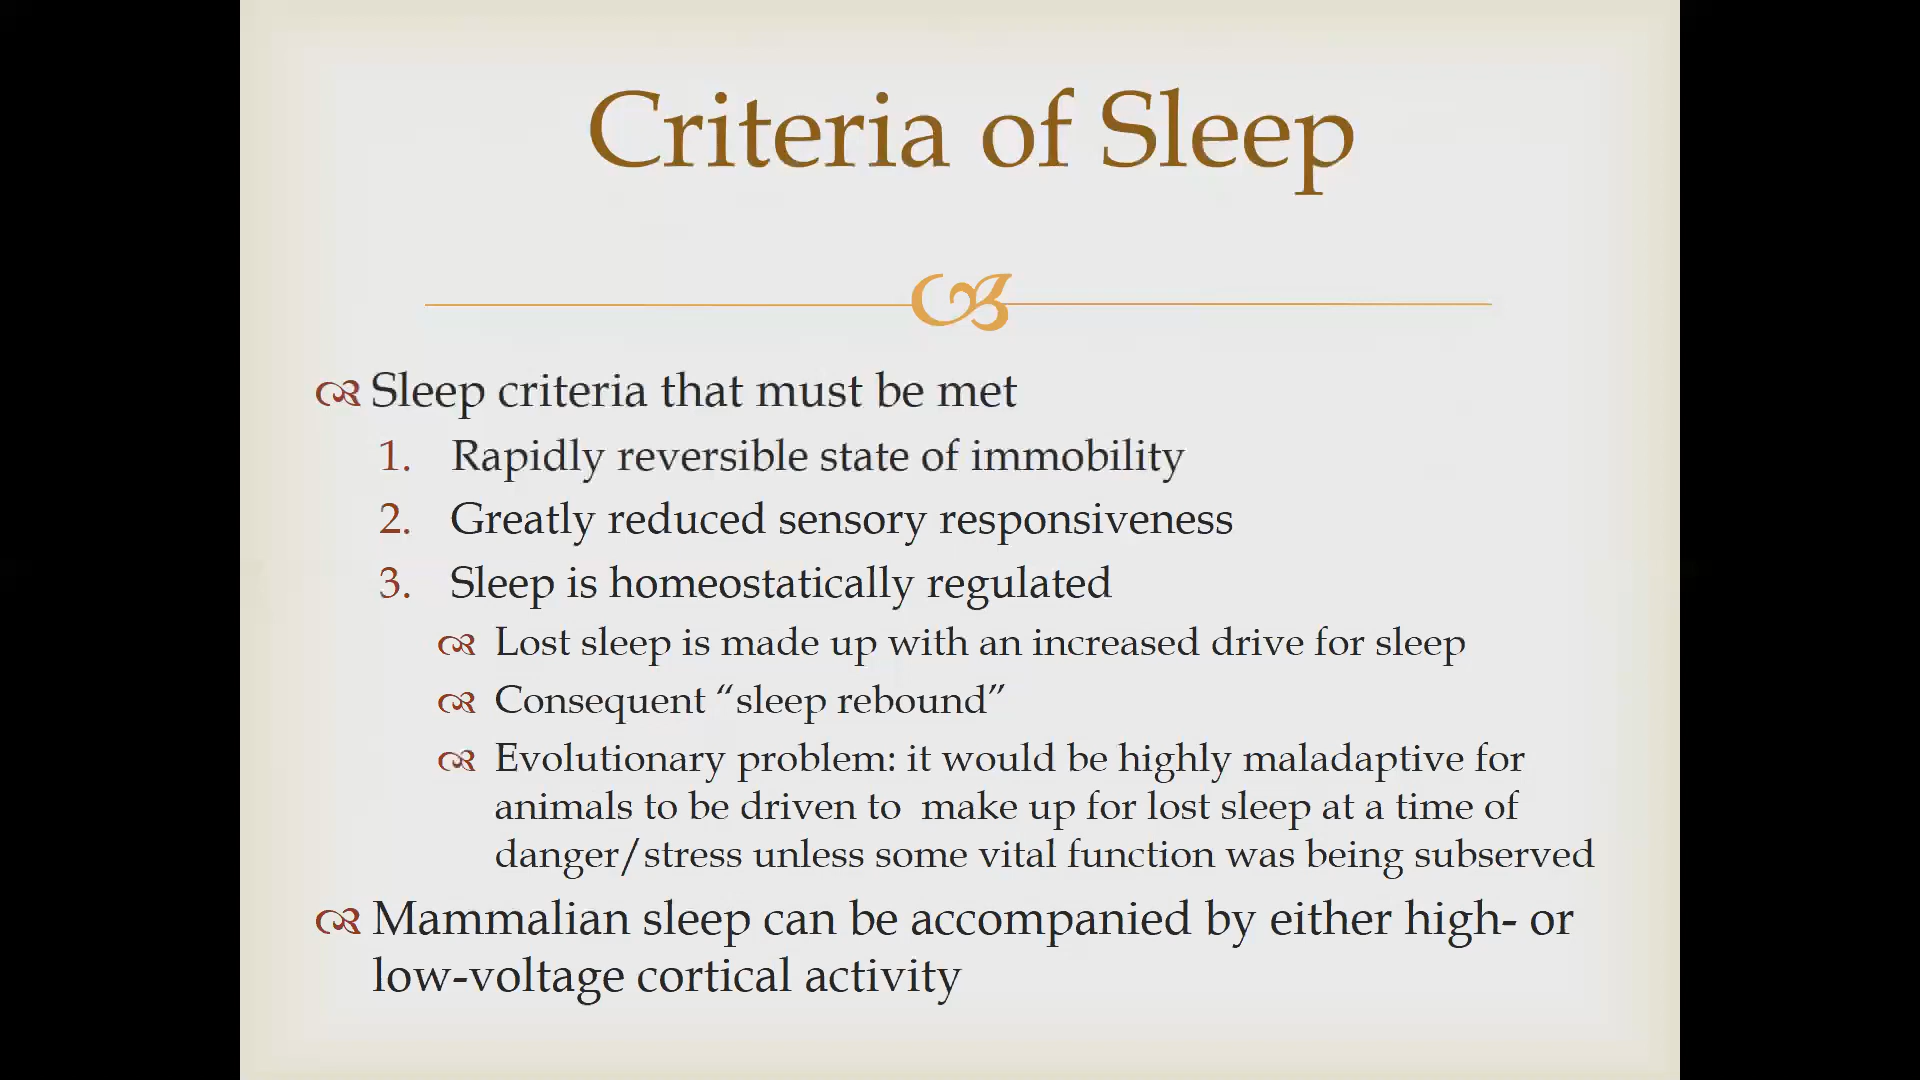 Criteria of Sleep
Sleep criteria that must be met
1. Rapidly reversible state of immobility
2. Greatly reduced sensory responsiveness
3. Sleep is homeostatically regulated
Lost sleep is made up with an increased drive for sleep
Consequent “sleep rebound”
Evolutionary problem: it would be highly maladaptive for
animals to be driven to  make up for lost sleep at a time of
danger/stress unless some vital function was being subserved
Mammalian sleep can be accompanied by either high- or
low-voltage cortical activity